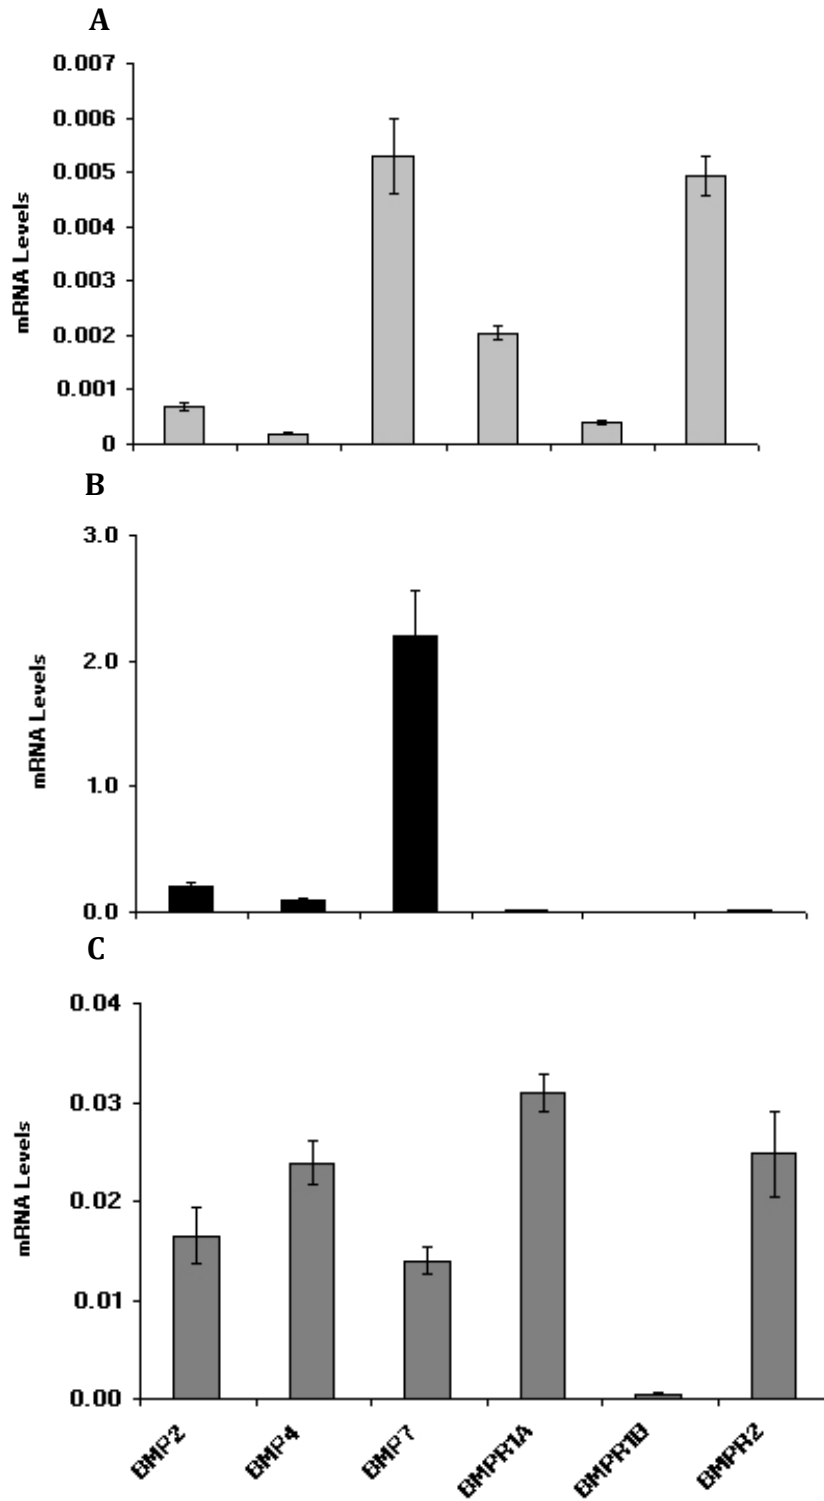 A
mRNA Levels
0.007
0.006
0.005
0.004
0.003
0.002
0.001
0
B
mRNA Levels
3.0
2.0
1.0
0.0
C
mRNA Levels
0.04
0.03
0.02
0.01
0.00
BMP2
BMP4
BMP7
BMPR1A
BMPR1B
BMPR2